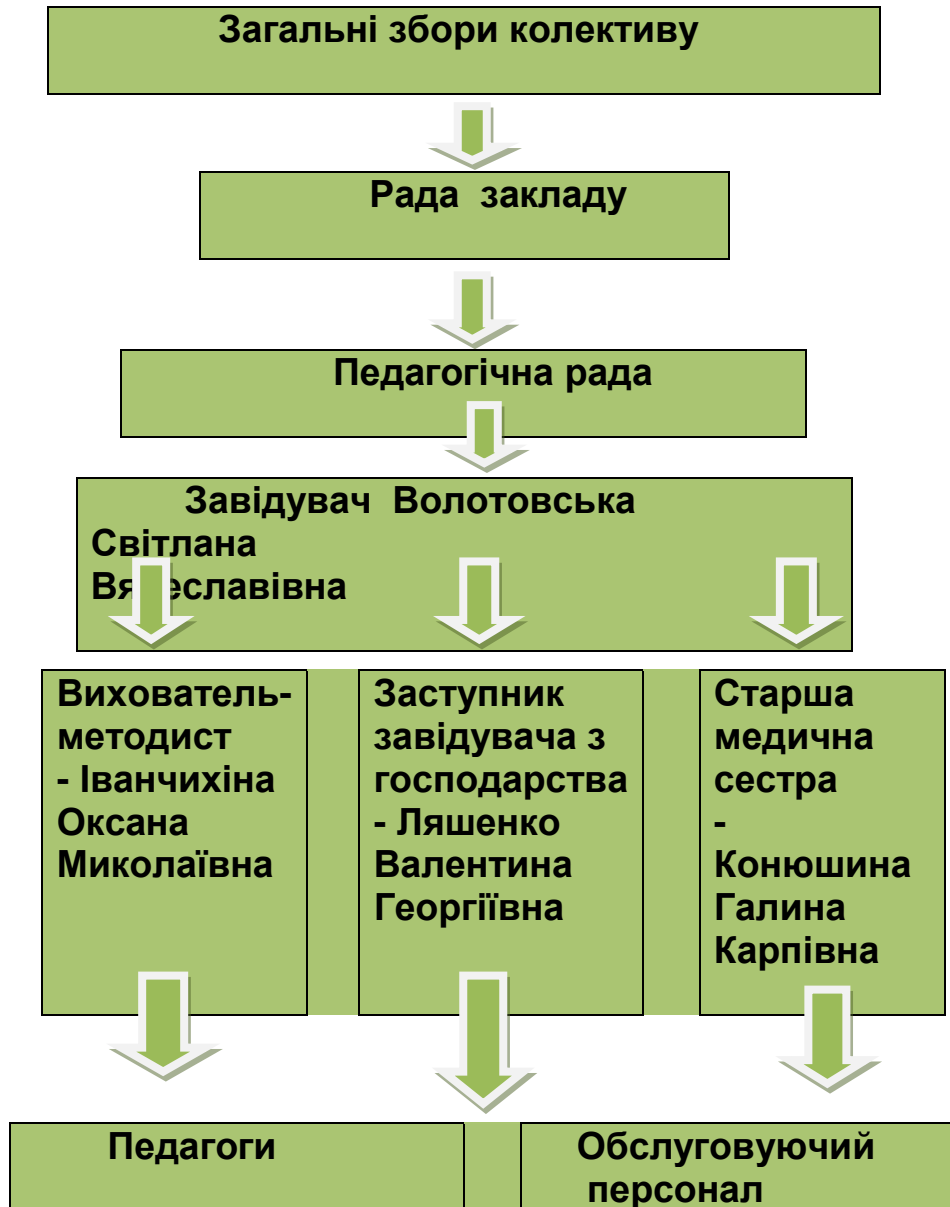 Загальні збори колективу
Рада закладу
Педагогічна рада
Завідувач Волотовська
Світлана
Вячеславівна
Вихователь-
методист
- Іванчихіна
Оксана
Миколаївна
Заступник
завідувача з
господарства
- Ляшенко
Валентина
Георгіївна
Старша
медична
сестра
-
Конюшина
Галина
Карпівна
Педагоги
Обслуговуючий
персонал